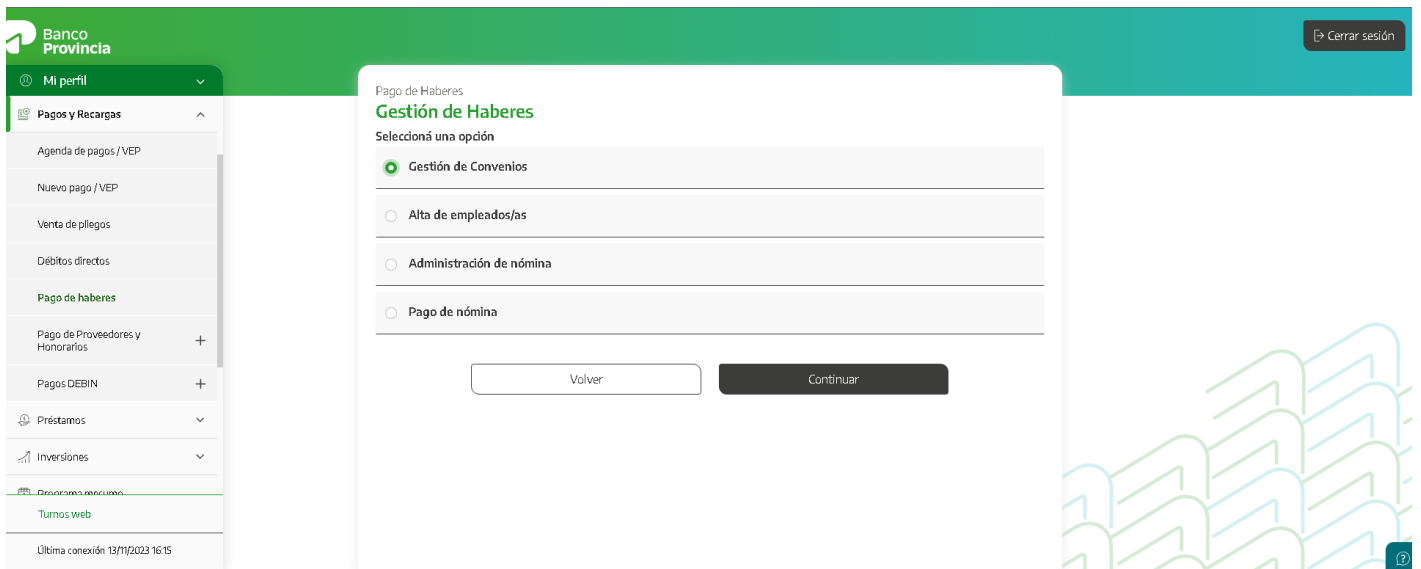 Banco
Provincia
Cerrar sesión
Mi perfil
Pagos y Recargas
Agenda de pagos / VEP
Nuevo pago / VEP
Venta de pliegos
Débitos directos
Pago de haberes
Pago de Proveedores y
Honorarios
Pagos DEBIN
Préstamos
Inversiones
Programa mesumo
Turnos web
Última conexión 13/11/2023 16:15
Pago de Haberes
Gestión de Haberes
Seleccioná una opción
Gestión de Convenios
Alta de empleados/as
Administración de nómina
Pago de nómina
Volver
Continuar